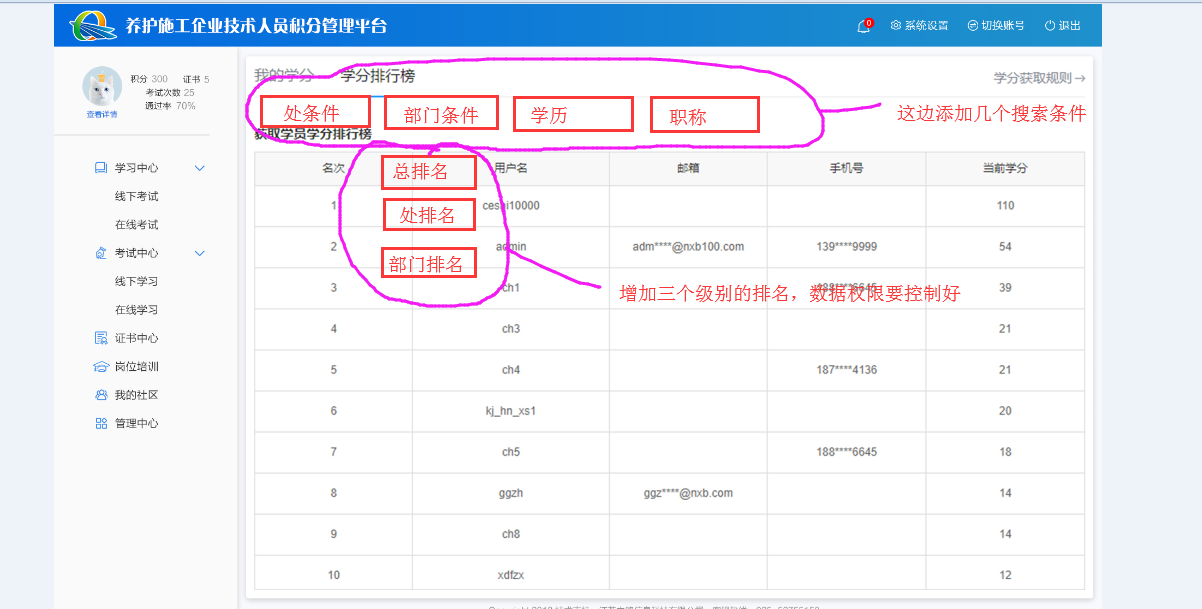 养护施工企业技术人员积分管理平台
0 系统设置 切换账号 退出
积分 300 证书 5
考试次数 25
通过率 70%
查看详情
学习中心
线下考试
在线考试
考试中心
线下学习
在线学习
证书中心
岗位培训
我的社区
管理中心
我的学分 学分排行榜 学分获取规则→
处条件 部门条件 学历 职称
这边添加几个搜索条件
获取学员学分排行榜
名次 用户名 邮箱 手机号 当前学分
总排名
处排名
部门排名
增加三个级别的排名，数据权限要控制好
1 ceshi10000 110
2 admin adm****@nxb100.com 139****9999 54
3 ch1 188****6645 39
4 ch3 21
5 ch4 187****4136 21
6 kj_hn_xs1 20
7 ch5 188****6645 18
8 ggzh ggz****@nxb.com 14
9 ch8 14
10 xdfzx 12